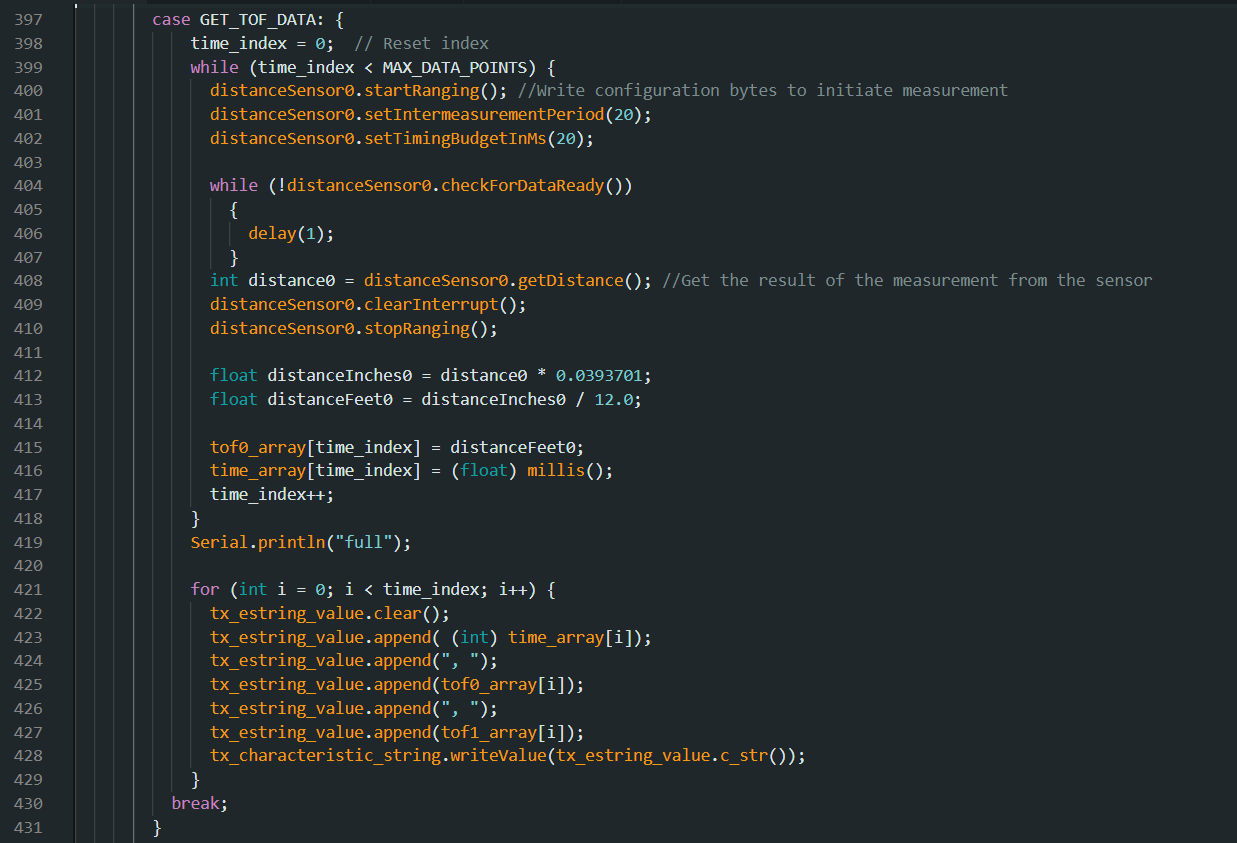 397 case GET_TOF_DATA: {
398 time_index = 0;  // Reset index
399 while (time_index < MAX_DATA_POINTS) {
400 distanceSensor0.startRanging(); //Write configuration bytes to initiate measurement
401 distanceSensor0.setIntermeasurementPeriod(20);
402 distanceSensor0.setTimingBudgetInMs(20);
403
404 while (!distanceSensor0.checkForDataReady())
405 {
406 delay(1);
407 }
408 int distance0 = distanceSensor0.getDistance(); //Get the result of the measurement from the sensor
409 distanceSensor0.clearInterrupt();
410 distanceSensor0.stopRanging();
411
412 float distanceInches0 = distance0 * 0.0393701;
413 float distanceFeet0 = distanceInches0 / 12.0;
414
415 tof0_array[time_index] = distanceFeet0;
416 time_array[time_index] = (float) millis();
417 time_index++;
418 }
419 Serial.println("full");
420
421 for (int i = 0; i < time_index; i++) {
422 tx_estring_value.clear();
423 tx_estring_value.append( (int) time_array[i]);
424 tx_estring_value.append(", ");
425 tx_estring_value.append(tof0_array[i]);
426 tx_estring_value.append(", ");
427 tx_estring_value.append(tof1_array[i]);
428 tx_characteristic_string.writeValue(tx_estring_value.c_str());
429 }
430 break;
431 }